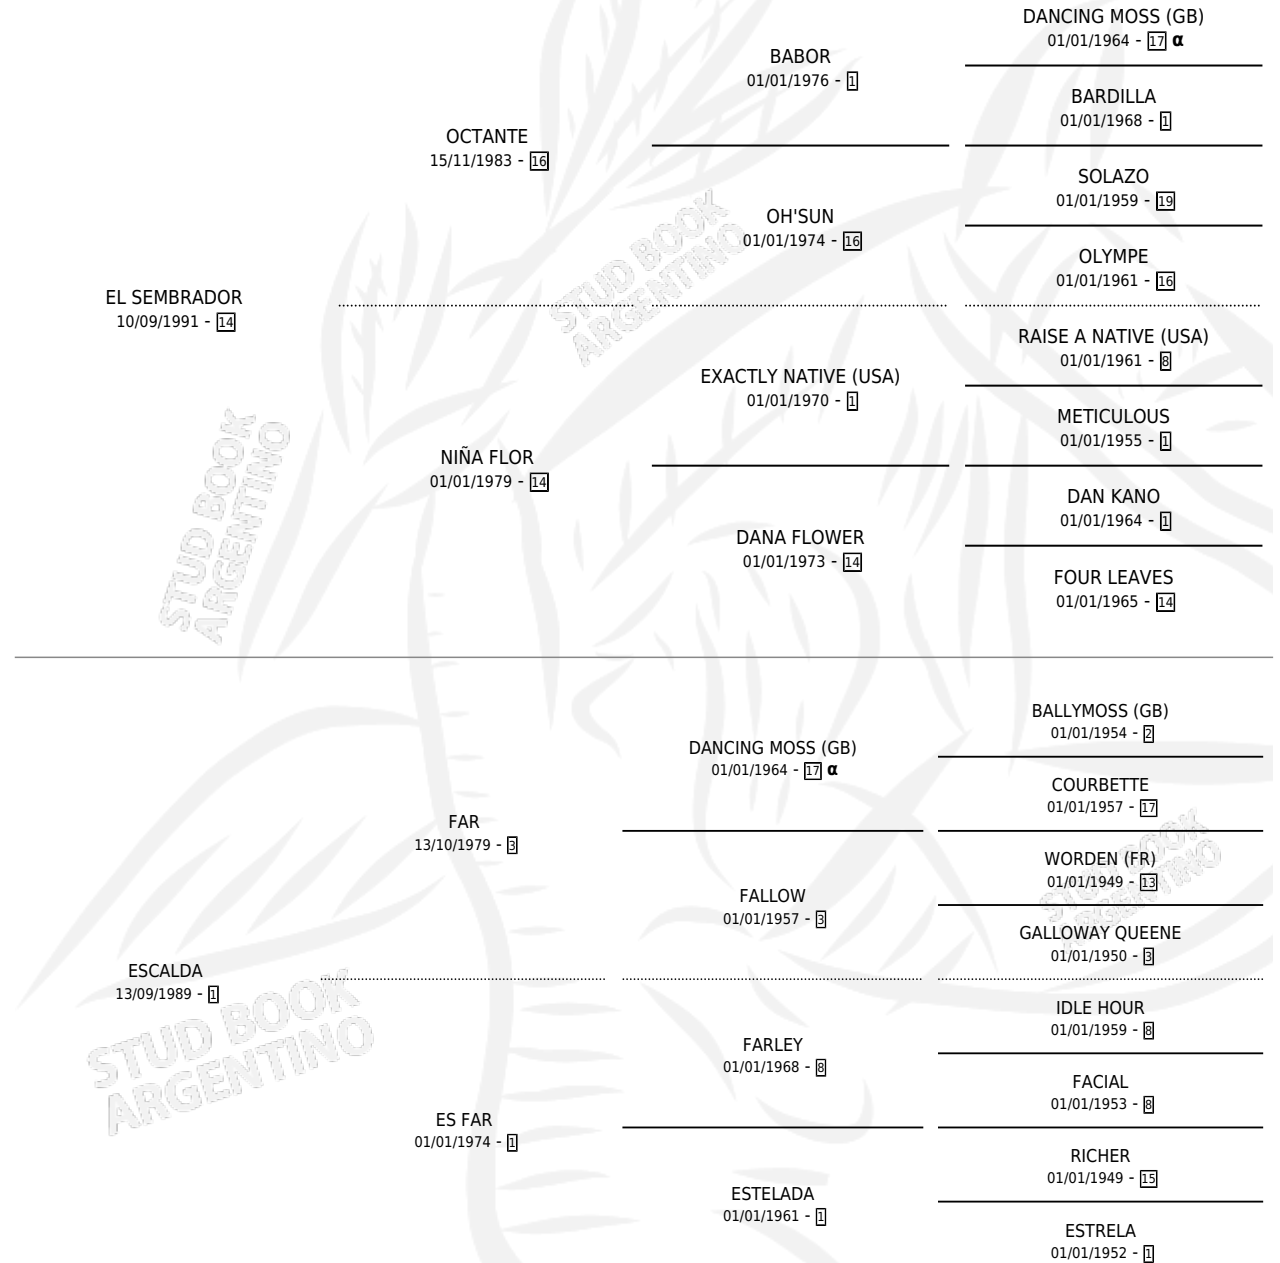 DANCING MOSS (GB)
01/01/1964 - 17 α
BABOR
01/01/1976 - 1
BARDILLA
01/01/1968 - 1
OCTANTE
15/11/1983 - 16
SOLAZO
01/01/1959 - 19
OH'SUN
01/01/1974 - 16
OLYMPE
01/01/1961 - 16
EL SEMBRADOR
10/09/1991 - 14
RAISE A NATIVE (USA)
01/01/1961 - 8
EXACTLY NATIVE (USA)
01/01/1970 - 1
METICULOUS
01/01/1955 - 1
NIÑA FLOR
01/01/1979 - 14
DAN KANO
01/01/1964 - 1
DANA FLOWER
01/01/1973 - 14
FOUR LEAVES
01/01/1965 - 14
STUD BOOK
ARGENTINO
STUD BOOK
ARGENTINO
BALLYMOSS (GB)
01/01/1954 - 2
DANCING MOSS (GB)
01/01/1964 - 17 α
COURBETTE
01/01/1957 - 17
FAR
13/10/1979 - 3
WORDEN (FR)
01/01/1949 - 13
FALLOW
01/01/1957 - 3
GALLOWAY QUEENE
01/01/1950 - 3
ESCALDA
13/09/1989 - 1
IDLE HOUR
01/01/1959 - 8
FARLEY
01/01/1968 - 8
FACIAL
01/01/1953 - 8
ES FAR
01/01/1974 - 1
RICHER
01/01/1949 - 15
ESTELADA
01/01/1961 - 1
ESTRELA
01/01/1952 - 1
STUD BOOK
ARGENTINO
STUD BOOK
ARGENTINO